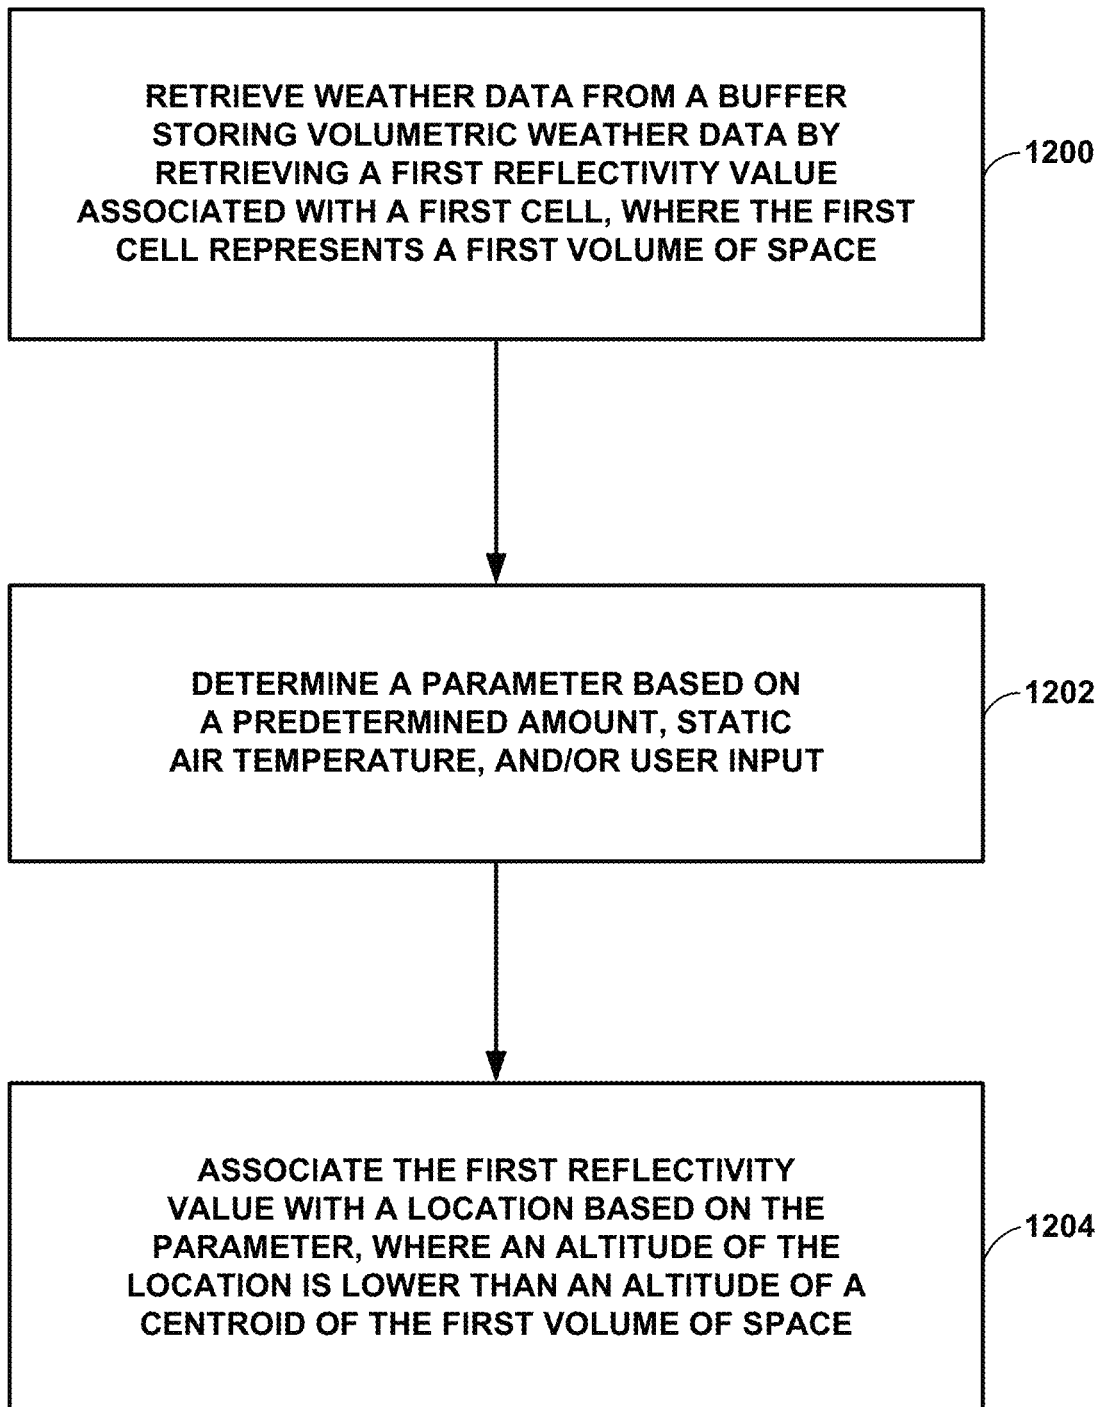 RETRIEVE WEATHER DATA FROM A BUFFER
STORING VOLUMETRIC WEATHER DATA BY
RETRIEVING A FIRST REFLECTIVITY VALUE
ASSOCIATED WITH A FIRST CELL, WHERE THE FIRST
CELL REPRESENTS A FIRST VOLUME OF SPACE
1200
DETERMINE A PARAMETER BASED ON
A PREDETERMINED AMOUNT, STATIC
AIR TEMPERATURE, AND/OR USER INPUT
1202
ASSOCIATE THE FIRST REFLECTIVITY
VALUE WITH A LOCATION BASED ON THE
PARAMETER, WHERE AN ALTITUDE OF THE
LOCATION IS LOWER THAN AN ALTITUDE OF A
CENTROID OF THE FIRST VOLUME OF SPACE
1204